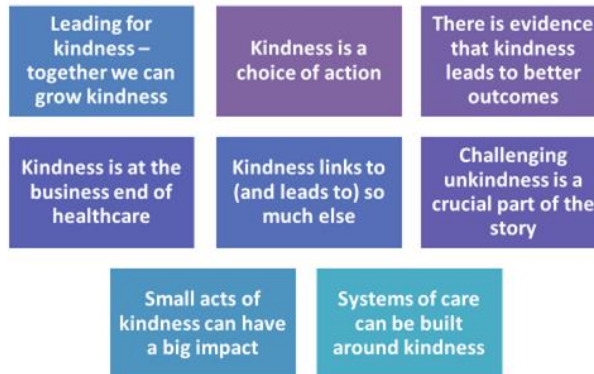 Leading for
kindness –
together we can
grow kindness
Kindness is a
choice of action
There is evidence
that kindness
leads to better
outcomes
Kindness is at the
business end of
healthcare
Kindness links to
(and leads to) so
much else
Challenging
unkindness is a
crucial part of the
story
Small acts of
kindness can have
a big impact
Systems of care
can be built
around kindness